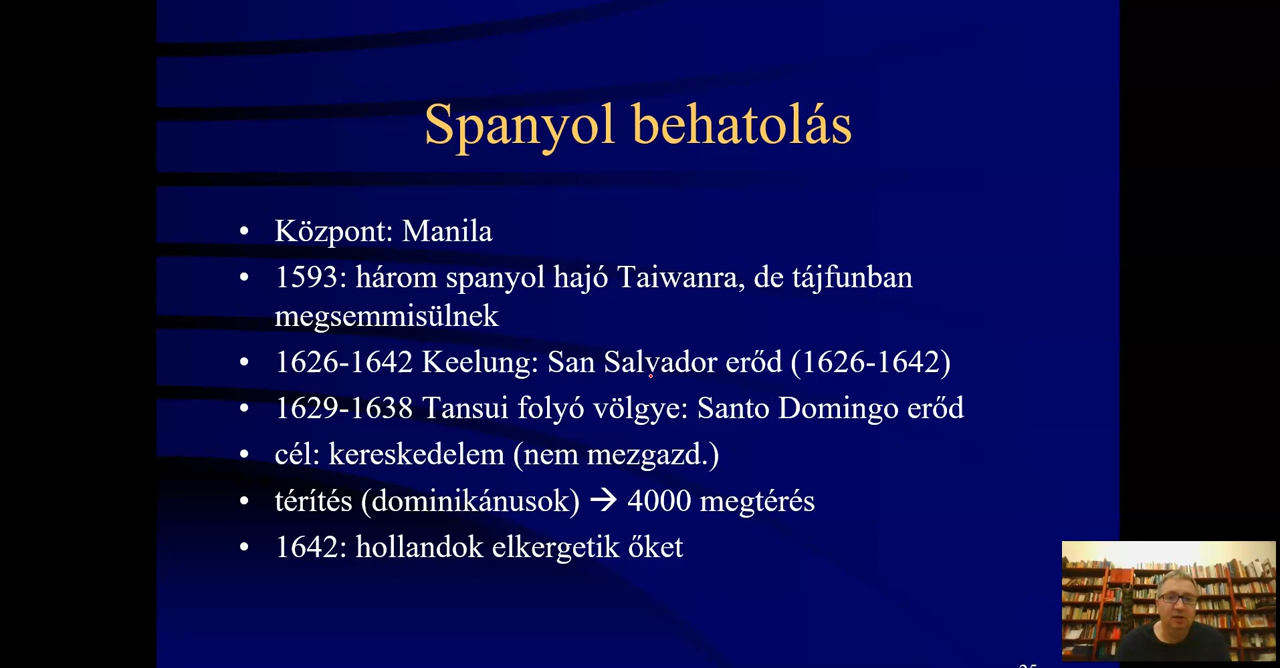 Spanyol behatolás
• Központ: Manila
• 1593: három spanyol hajó Taiwanra, de tájfunban
megsemmisülnek
• 1626-1642 Keelung: San Salvador erőd (1626-1642)
• 1629-1638 Tansui folyó völgye: Santo Domingo erőd
• cél: kereskedelem (nem mezgazd.)
• térítés (dominikánusok) → 4000 megtérés
• 1642: hollandok elkergetik őket